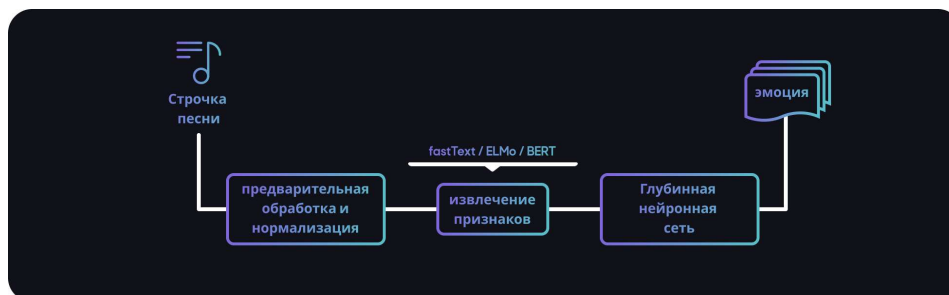 Строчка
песни
эмоция
fastText / ELMo / BERT
предварительная
обработка и
нормализация
извлечение
признаков
Глубинная
нейронная
сеть